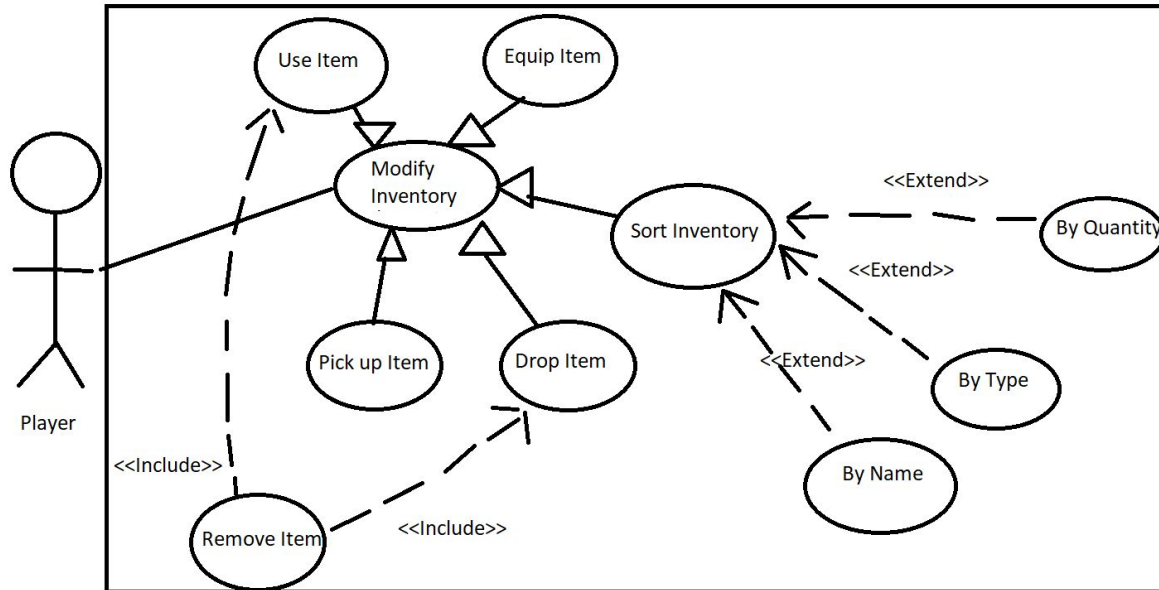 Use Item
Equip Item
Modify
Inventory
<<Extend>>
Sort Inventory
By Quantity
<<Extend>>
Pick up Item
Drop Item
<<Extend>>
By Type
Player
<<Include>>
By Name
<<Include>>
Remove Item